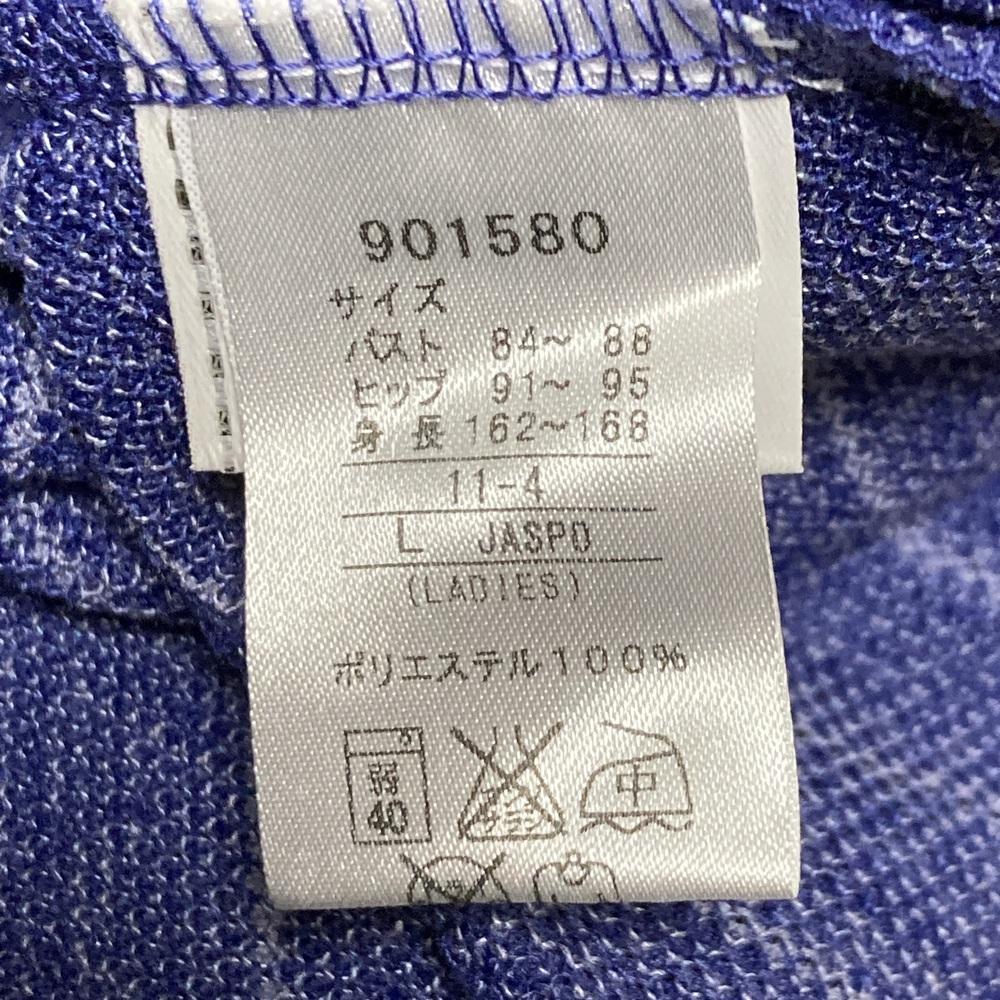 901580
サイズ
バスト 84～ 88
ヒップ 91～ 95
身 長 162～168
11-4
L JASPO
(LADIES)
ポリエステル100%
弱
40
中